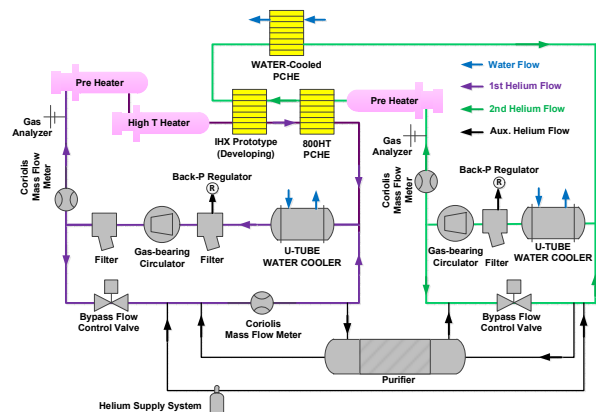 WATER-Cooled
PCHE
Water Flow
1st Helium Flow
2nd Helium Flow
Aux. Helium Flow
Pre Heater
High T Heater
IHX Prototype
(Developing)
800HT
PCHE
Pre Heater
Gas
Analyzer
Gas
Analyzer
Coriolis
Mass Flow
Meter
Coriolis
Mass Flow
Meter
Back-P Regulator
R
Back-P Regulator
R
Filter
Gas-bearing
Circulator
Filter
U-TUBE
WATER COOLER
Gas-bearing
Circulator
Filter
U-TUBE
WATER COOLER
Bypass Flow
Control Valve
Coriolis
Mass Flow Meter
Bypass Flow
Control Valve
Purifier
Helium Supply System